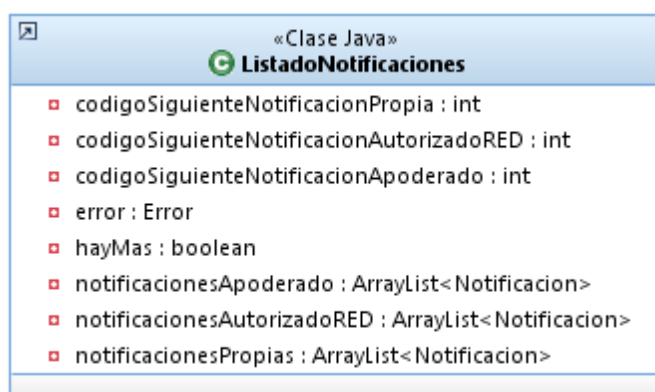 «Clase Java»
C ListadoNotificaciones
codigoSiguienteNotificacionPropia : int
codigoSiguienteNotificacionAutorizadoRED : int
codigoSiguienteNotificacionApoderado : int
error : Error
hayMas : boolean
notificacionesApoderado : ArrayList<Notificacion>
notificacionesAutorizadoRED : ArrayList<Notificacion>
notificacionesPropias : ArrayList<Notificacion>